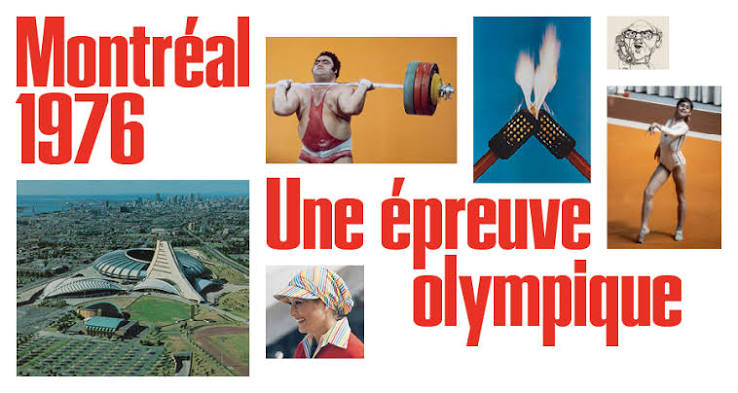 Montréal
1976
Une épreuve
olympique